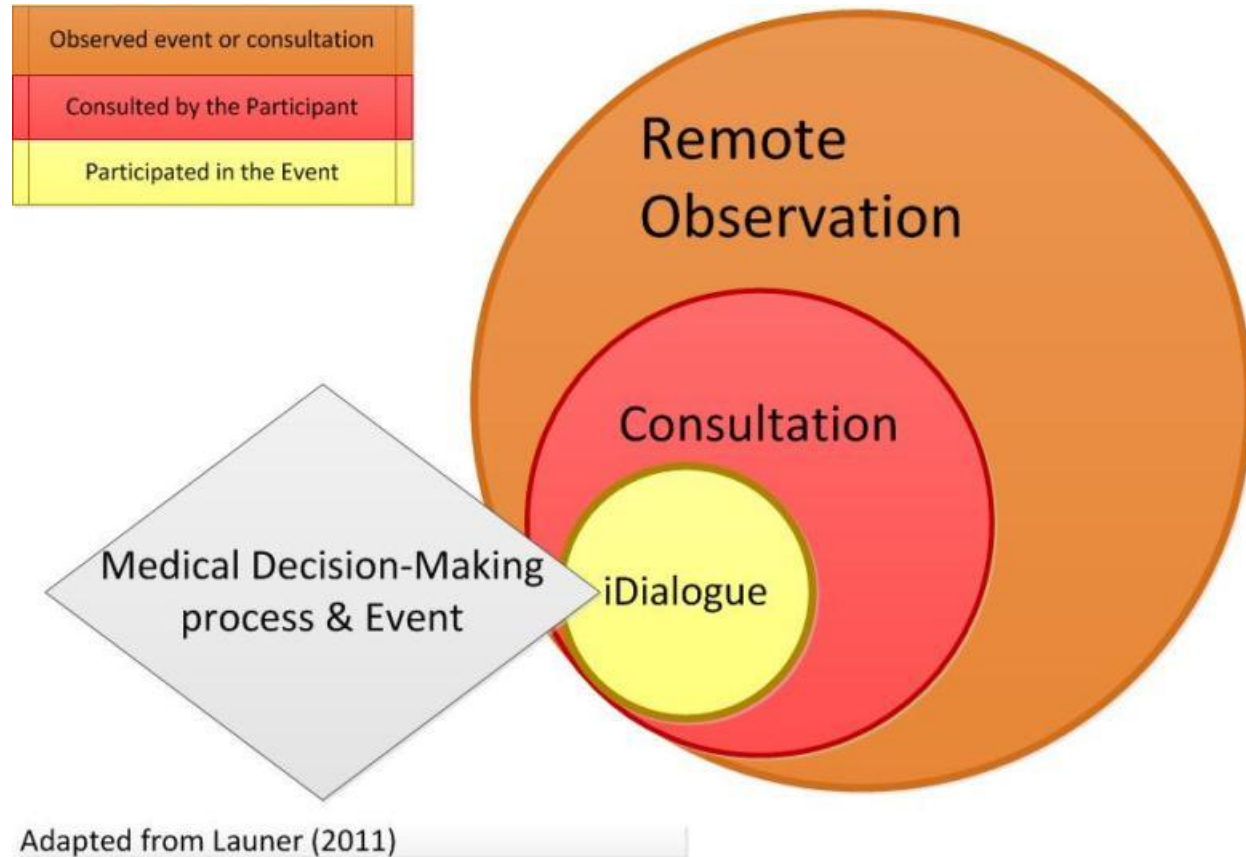 Observed event or consultation
Consulted by the Participant
Participated in the Event
Remote
Observation
Consultation
iDialogue
Medical Decision-Making
process & Event
Adapted from Launer (2011)